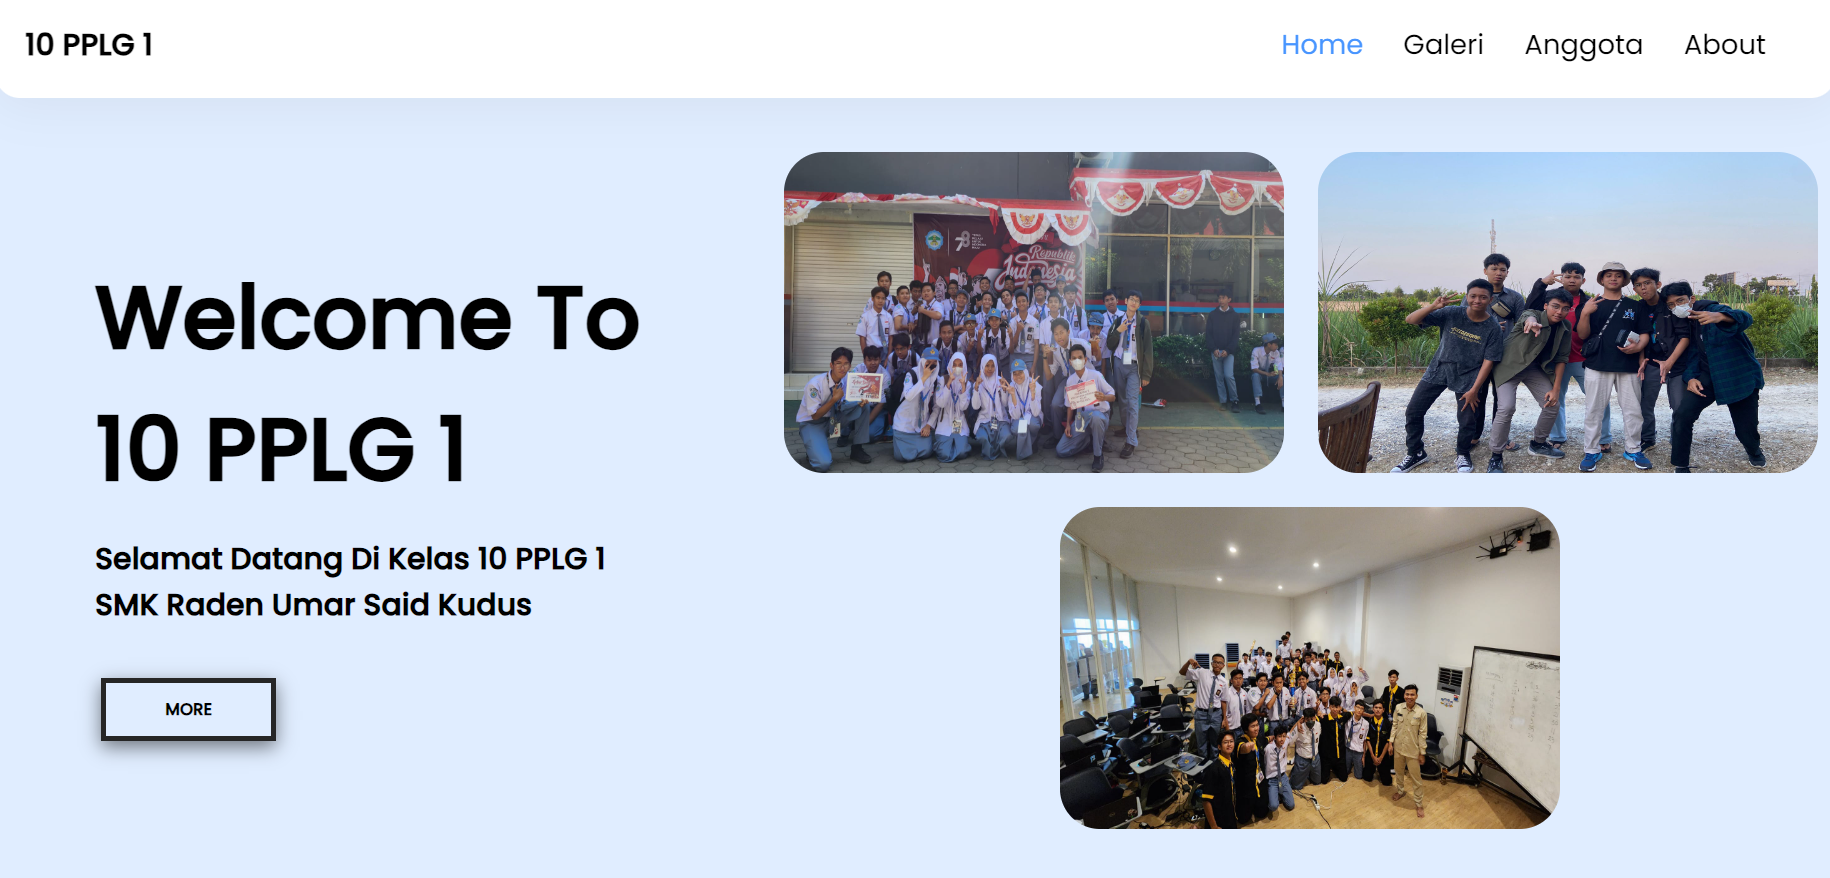 10 PPLG 1
Home Galeri Anggota About
Welcome To
10 PPLG 1
Selamat Datang Di Kelas 10 PPLG 1
SMK Raden Umar Said Kudus
MORE
78
Republik
Indonesia